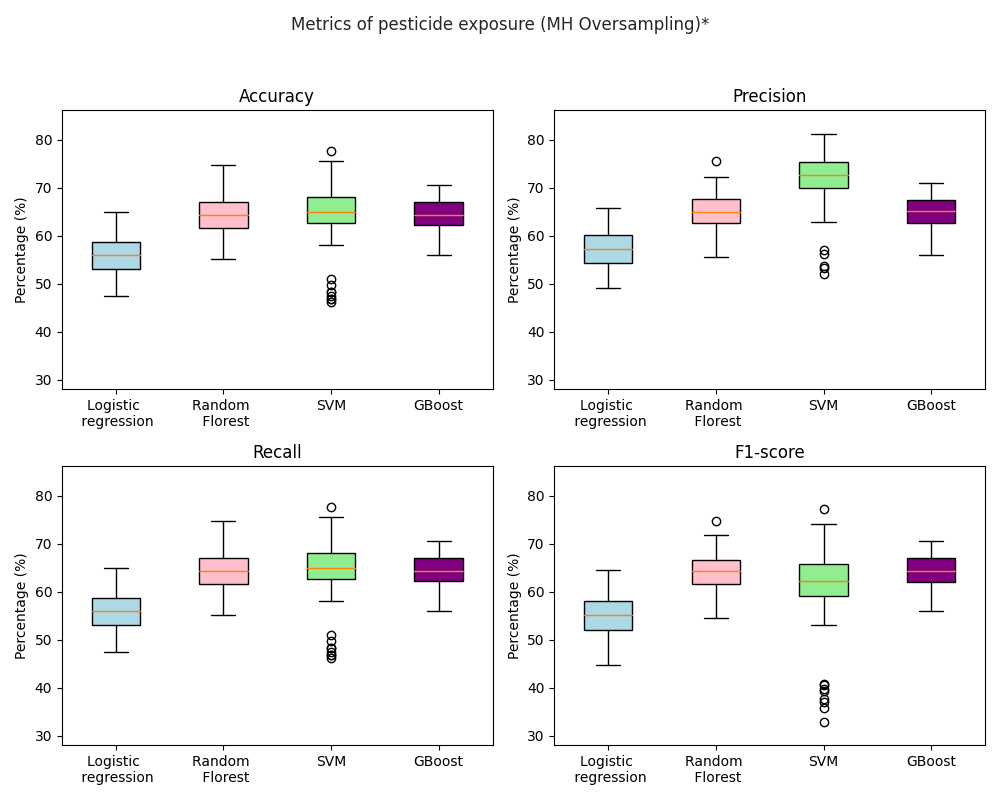 Metrics of pesticide exposure (MH Oversampling)*
Accuracy
Percentage (%)
80
70
60
50
40
30
Logistic
regression
Random
Florest
SVM
GBoost
Precision
Percentage (%)
80
70
60
50
40
30
Logistic
regression
Random
Florest
SVM
GBoost
Recall
Percentage (%)
80
70
60
50
40
30
Logistic
regression
Random
Florest
SVM
GBoost
F1-score
Percentage (%)
80
70
60
50
40
30
Logistic
regression
Random
Florest
SVM
GBoost